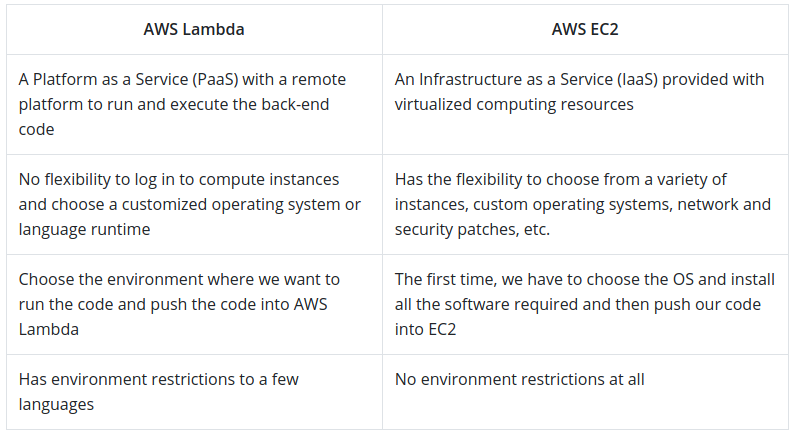 AWS Lambda
AWS EC2
A Platform as a Service (PaaS) with a remote
platform to run and execute the back-end
code
An Infrastructure as a Service (IaaS) provided with
virtualized computing resources
No flexibility to log in to compute instances
and choose a customized operating system or
language runtime
Has the flexibility to choose from a variety of
instances, custom operating systems, network and
security patches, etc.
Choose the environment where we want to
run the code and push the code into AWS
Lambda
The first time, we have to choose the OS and install
all the software required and then push our code
into EC2
Has environment restrictions to a few
languages
No environment restrictions at all